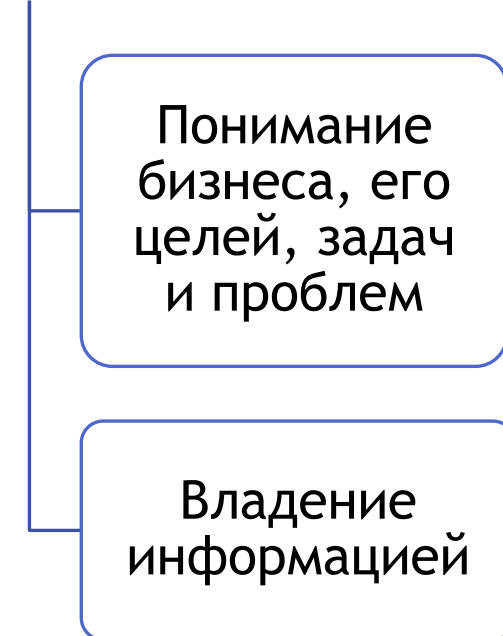 Понимание
бизнеса, его
целей, задач
и проблем
Владение
информацией